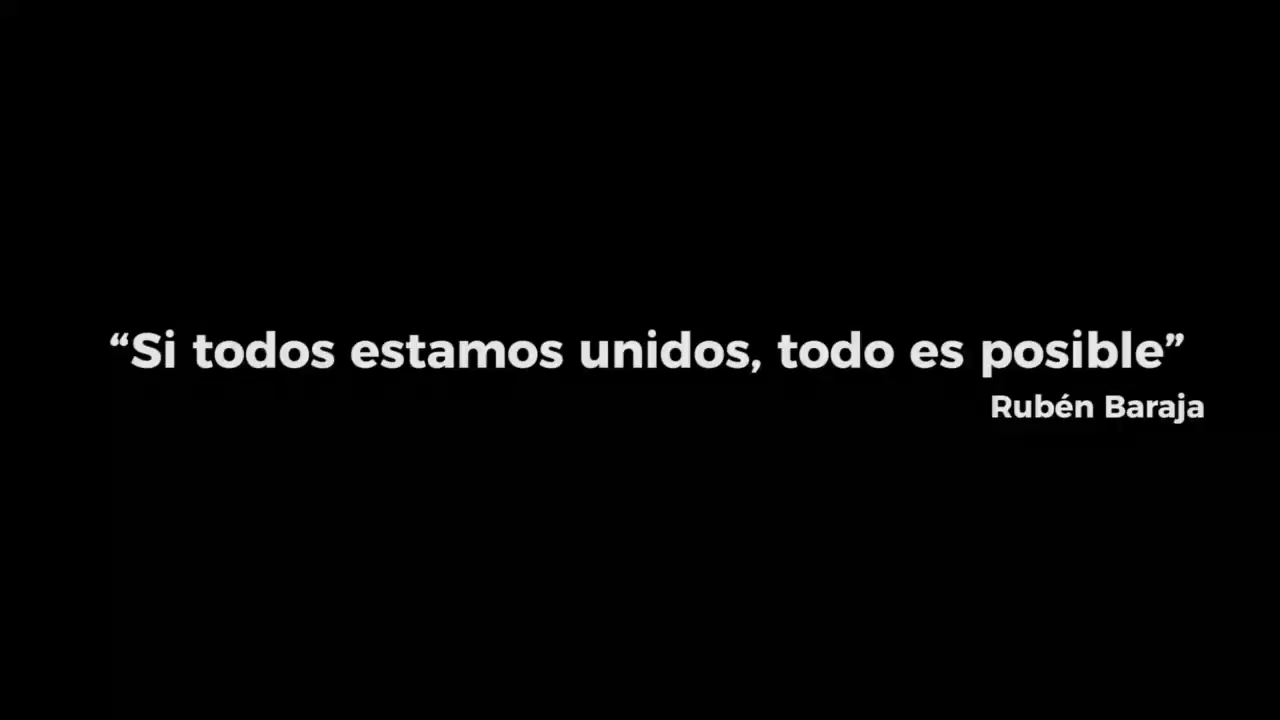 “Si todos estamos unidos, todo es posible”
Rubén Baraja